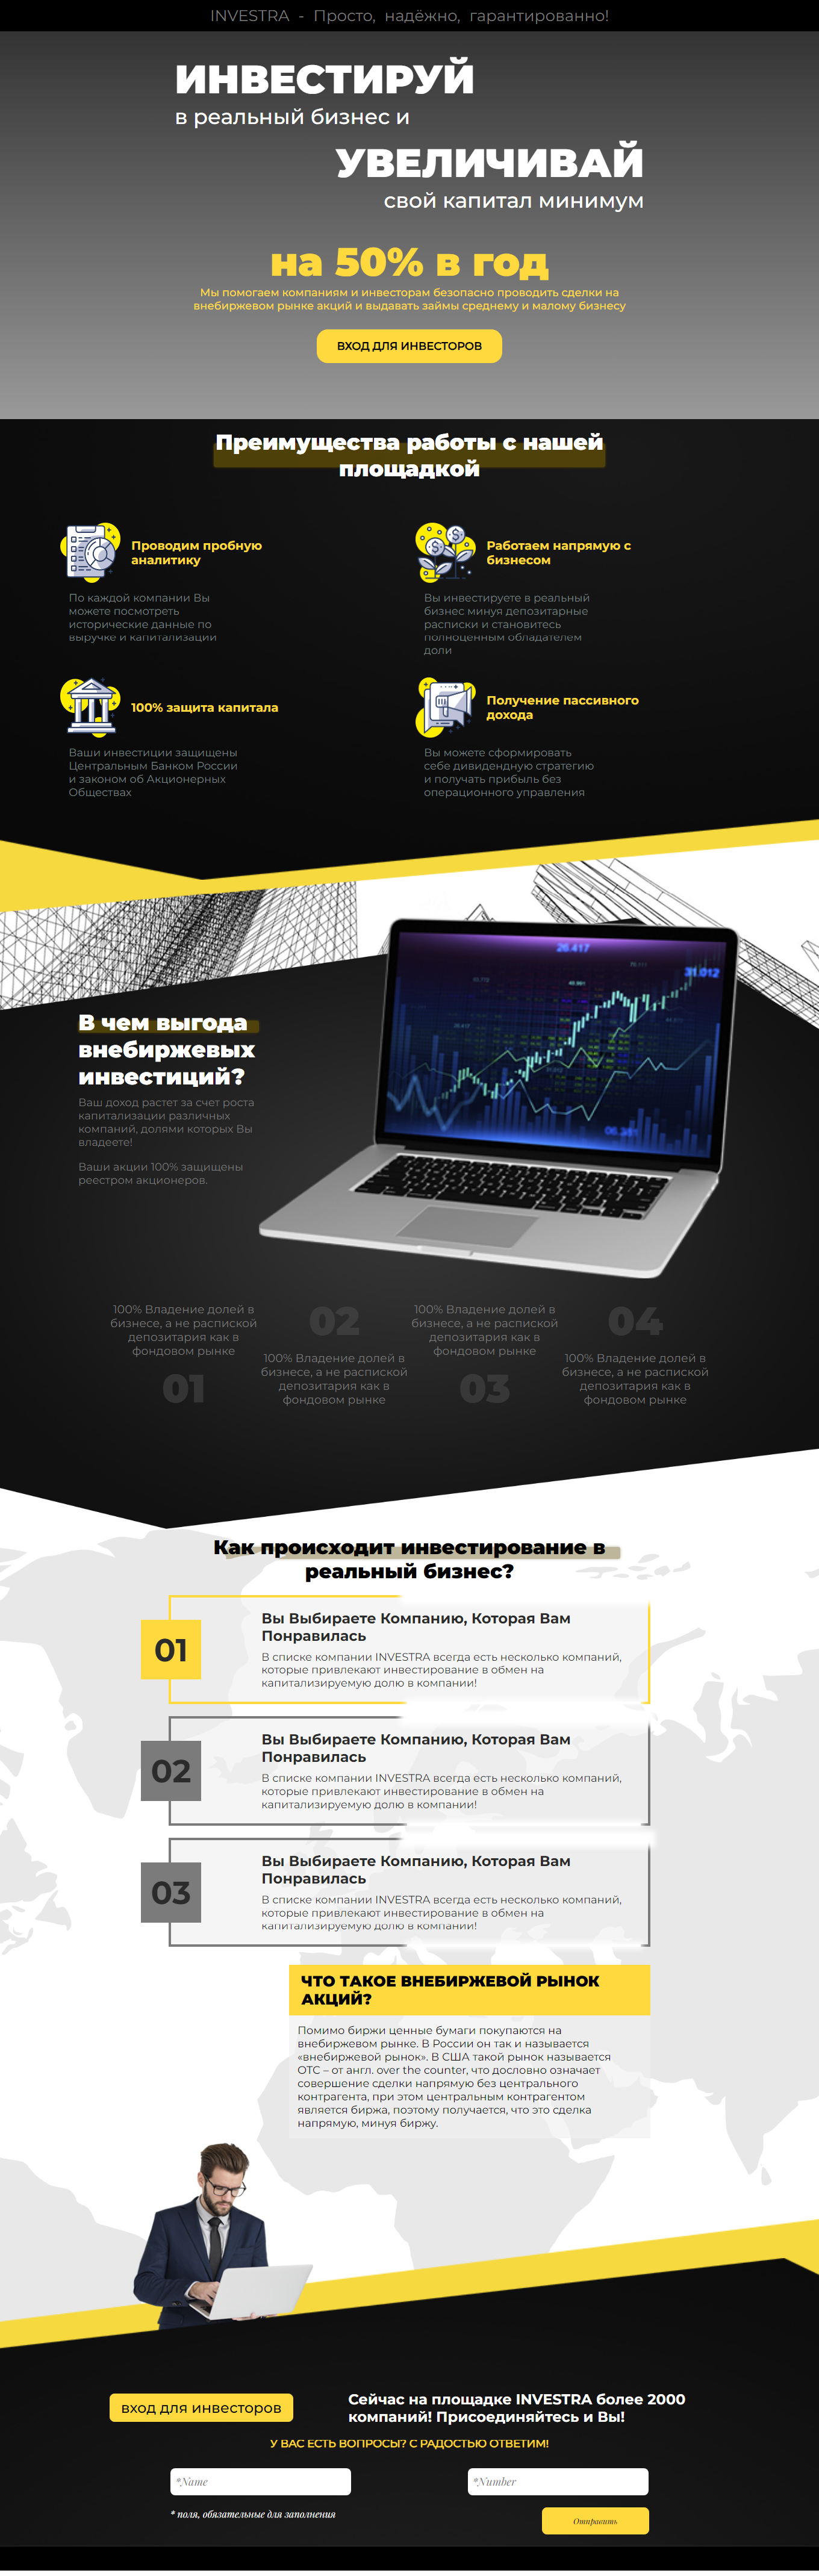 INVESTRA - Просто, надёжно, гарантированно!
ИНВЕСТИРУЙ
в реальный бизнес и
УВЕЛИЧИВАЙ
свой капитал минимум
на 50% в год
Мы помогаем компаниям и инвесторам безопасно проводить сделки на
внебиржевом рынке акций и выдавать займы среднему и малому бизнесу
ВХОД ДЛЯ ИНВЕСТОРОВ
Преимущества работы с нашей
площадкой
Проводим пробную
аналитику
По каждой компании Вы
можете посмотреть
исторические данные по
выручке и капитализации
Работаем напрямую с
бизнесом
Вы инвестируете в реальный
бизнес минуя депозитарные
расписки и становитесь
полноценным обладателем
доли
100% защита капитала
Ваши инвестиции защищены
Центральным Банком России
и законом об Акционерных
Обществах
Получение пассивного
дохода
Вы можете сформировать
себе дивидендную стратегию
и получать прибыль без
операционного управления
26.417
31.012
В чем выгода
внебиржевых
инвестиций?
Ваш доход растет за счет роста
капитализации различных
компаний, долями которых Вы
владеете!
Ваши акции 100% защищены
реестром акционеров.
100% Владение долей в
бизнесе, а не распиской
депозитария как в
фондовом рынке
01
02
100% Владение долей в
бизнесе, а не распиской
депозитария как в
фондовом рынке
100% Владение долей в
бизнесе, а не распиской
депозитария как в
фондовом рынке
03
04
100% Владение долей в
бизнесе, а не распиской
депозитария как в
фондовом рынке
Как происходит инвестирование в
реальный бизнес?
01
Вы Выбираете Компанию, Которая Вам
Понравилась
В списке компании INVESTRA всегда есть несколько компаний,
которые привлекают инвестирование в обмен на
капитализируемую долю в компании!
02
Вы Выбираете Компанию, Которая Вам
Понравилась
В списке компании INVESTRA всегда есть несколько компаний,
которые привлекают инвестирование в обмен на
капитализируемую долю в компании!
03
Вы Выбираете Компанию, Которая Вам
Понравилась
В списке компании INVESTRA всегда есть несколько компаний,
которые привлекают инвестирование в обмен на
капитализируемую долю в компании!
ЧТО ТАКОЕ ВНЕБИРЖЕВОЙ РЫНОК
АКЦИЙ?
Помимо биржи ценные бумаги покупаются на
внебиржевом рынке. В России он так и называется
«внебиржевой рынок». В США такой рынок называется
OTC – от англ. over the counter, что дословно означает
совершение сделки напрямую без центрального
контрагента, при этом центральным контрагентом
является биржа, поэтому получается, что это сделка
напрямую, минуя биржу.
вход для инвесторов
Сейчас на площадке INVESTRA более 2000
компаний! Присоединяйтесь и Вы!
У ВАС ЕСТЬ ВОПРОСЫ? С РАДОСТЬЮ ОТВЕТИМ!
*Name
*Number
* поля, обязательные для заполнения
Отправить